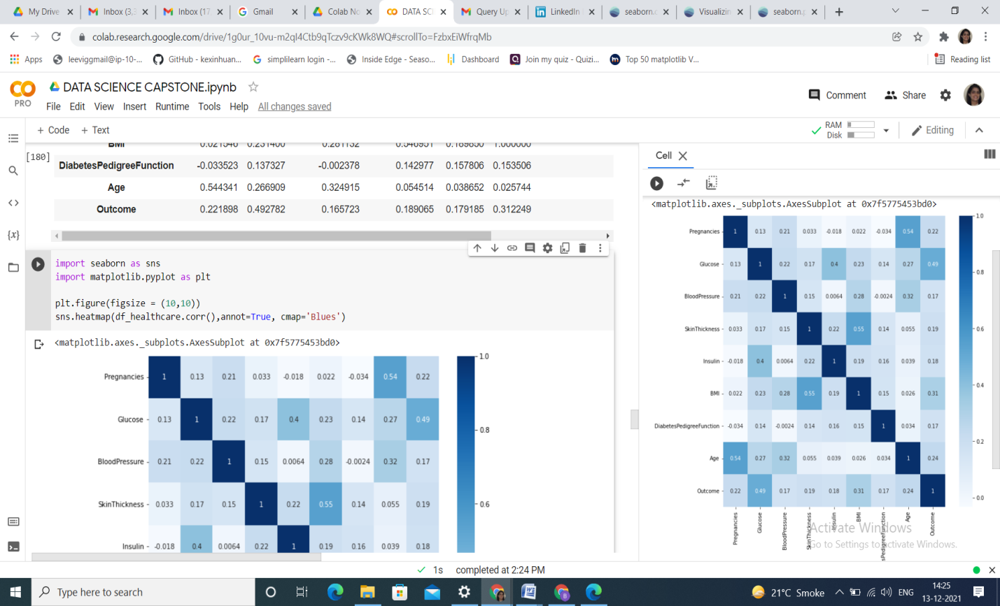 My Drive
Inbox (3,3
Inbox (17,
Gmail
Colab No
DATA SCI
Query Up
LinkedIn
seaborn.c
Visualizin
seaborn.p
colab.research.google.com/drive/1g0ur_10vu-m2ql4Ctb9qTczv9cKWk8WQ#scrollTo=FzbxEiWfrqMb
Apps
leeviggmail@ip-10-...
GitHub - kexinhuan...
simplilearn login -...
Inside Edge - Seaso...
Dashboard
Join my quiz - Quizi...
Top 50 matplotlib V...
Reading list
PRO
DATA SCIENCE CAPSTONE.ipynb
File Edit View Insert Runtime Tools Help All changes saved
Comment
Share
+ Code + Text
RAM
Disk
Editing
[180]
BMI 0.021546 0.231400 0.281132 0.546951 0.189850 1.000000
DiabetesPedigreeFunction -0.033523 0.137327 -0.002378 0.142977 0.157806 0.153506
Age 0.544341 0.266909 0.324915 0.054514 0.038652 0.025744
Outcome 0.221898 0.492782 0.165723 0.189065 0.179185 0.312249
import seaborn as sns
import matplotlib.pyplot as plt
plt.figure(figsize = (10,10))
sns.heatmap(df_healthcare.corr(),annot=True, cmap='Blues')
<matplotlib.axes._subplots.AxesSubplot at 0x7f5775453bd0>
Pregnancies 1 0.13 0.21 0.033 -0.018 0.022 -0.034 0.54 0.22
Glucose 0.13 1 0.22 0.17 0.4 0.23 0.14 0.27 0.49
BloodPressure 0.21 0.22 1 0.15 0.0064 0.28 -0.0024 0.32 0.17
SkinThickness 0.033 0.17 0.15 1 0.22 0.55 0.14 0.055 0.19
Insulin -0.018 0.4 0.0064 0.22 1 0.19 0.16 0.039 0.18
1.0
0.8
0.6
Cell
<matplotlib.axes._subplots.AxesSubplot at 0x7f5775453bd0>
Pregnancies 1 0.13 0.21 0.033 -0.018 0.022 -0.034 0.54 0.22
Glucose 0.13 1 0.22 0.17 0.4 0.23 0.14 0.27 0.49
BloodPressure 0.21 0.22 1 0.15 0.0064 0.28 -0.0024 0.32 0.17
SkinThickness 0.033 0.17 0.15 1 0.22 0.55 0.14 0.055 0.19
Insulin -0.018 0.4 0.0064 0.22 1 0.19 0.16 0.039 0.18
BMI 0.022 0.23 0.28 0.55 0.19 1 0.15 0.026 0.31
DiabetesPedigreeFunction -0.034 0.14 -0.0024 0.14 0.16 0.15 1 0.034 0.17
Age 0.54 0.27 0.32 0.055 0.039 0.026 0.034 1 0.24
Outcome 0.22 0.49 0.17 0.19 0.18 0.31 0.17 0.24 1
1.0
0.8
0.6
0.4
0.2
0.0
Pregnancies
Glucose
BloodPressure
SkinThickness
Insulin
BMI
sPedigreeFunction
Age
Outcome
Activate Windows
Go to Settings to activate Windows.
1s completed at 2:24 PM
Type here to search
21°C Smoke
ENG
14:25
13-12-2021